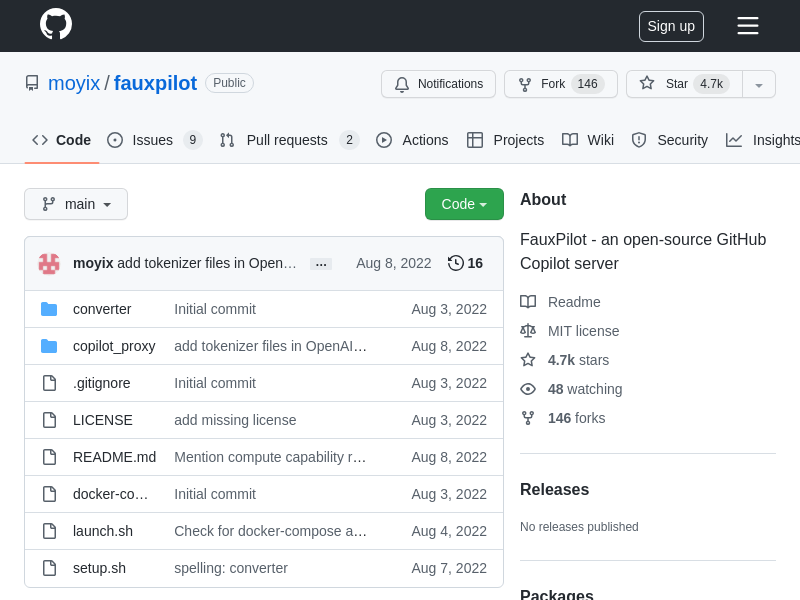 Sign up
moyix / fauxpilot Public
Notifications Fork 146 Star 4.7k
Code Issues 9 Pull requests 2 Actions Projects Wiki Security Insights
main Code
moyix add tokenizer files in Open… … Aug 8, 2022 16
converter Initial commit Aug 3, 2022
copilot_proxy add tokenizer files in OpenAI… Aug 8, 2022
.gitignore Initial commit Aug 3, 2022
LICENSE add missing license Aug 3, 2022
README.md Mention compute capability r… Aug 8, 2022
docker-co… Initial commit Aug 3, 2022
launch.sh Check for docker-compose a… Aug 4, 2022
setup.sh spelling: converter Aug 7, 2022
About
FauxPilot - an open-source GitHub
Copilot server
Readme
MIT license
4.7k stars
48 watching
146 forks
Releases
No releases published
Packages